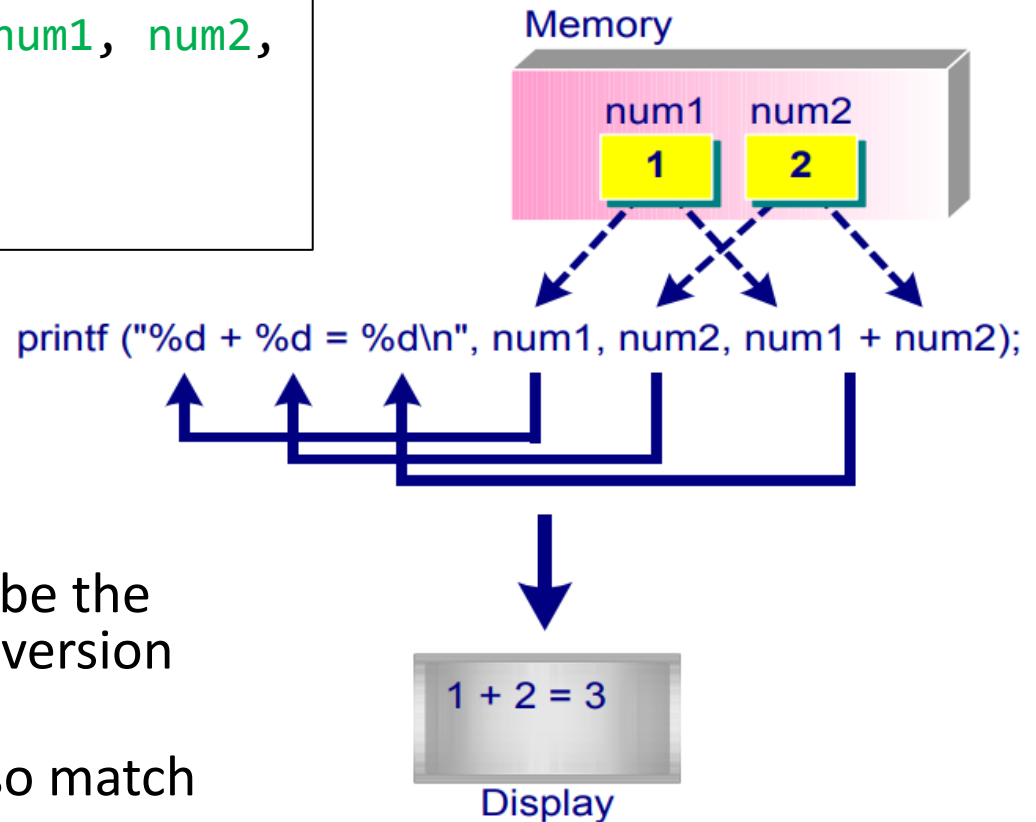 num1, num2,
Memory
num1 num2
1 2
printf ("%d + %d = %d\n", num1, num2, num1 + num2);
be the
version
so match
1 + 2 = 3
Display